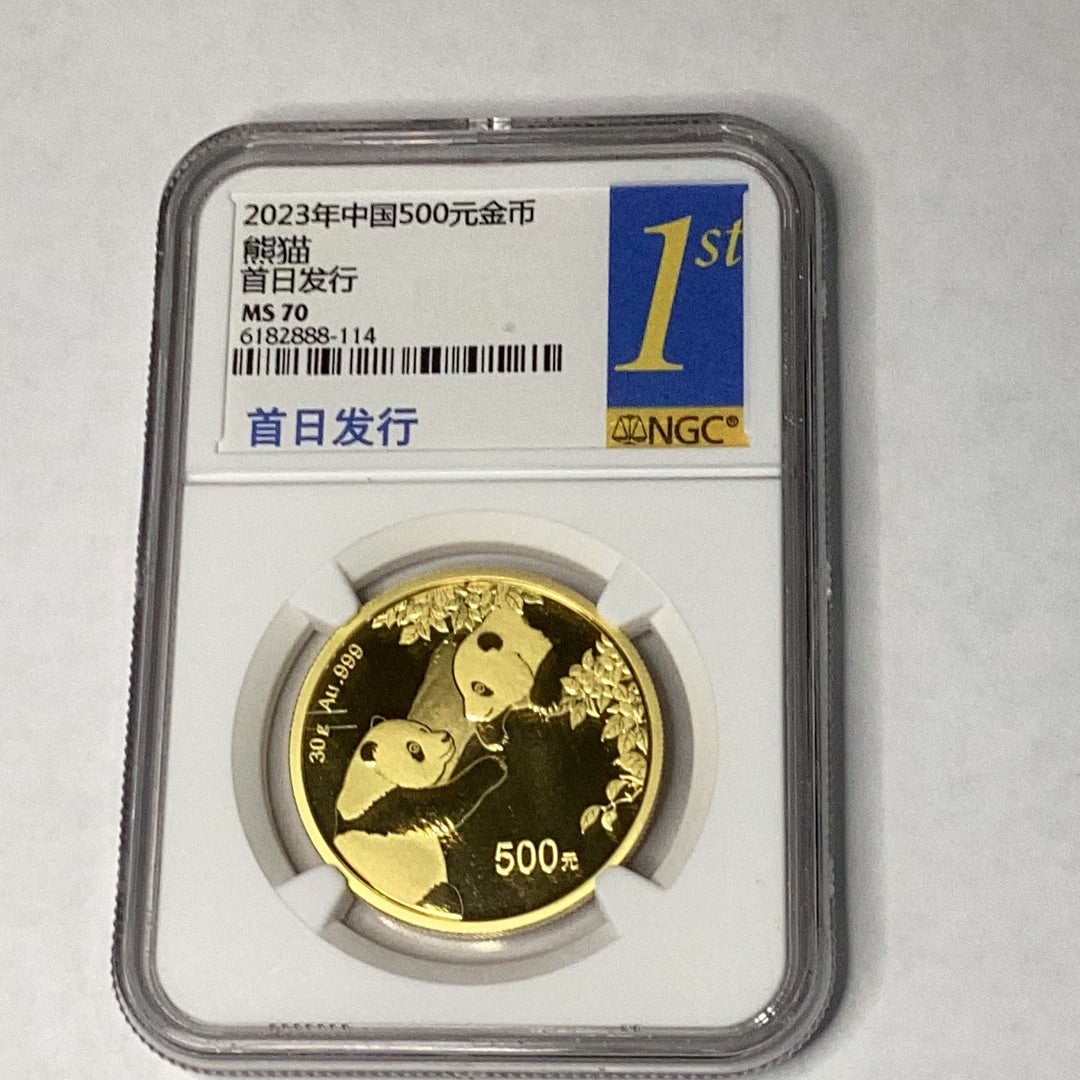 2023年中国500元金币
熊猫
首日发行
MS 70
6182888-114
首日发行
1st
NGC®
30g Au.999
500元